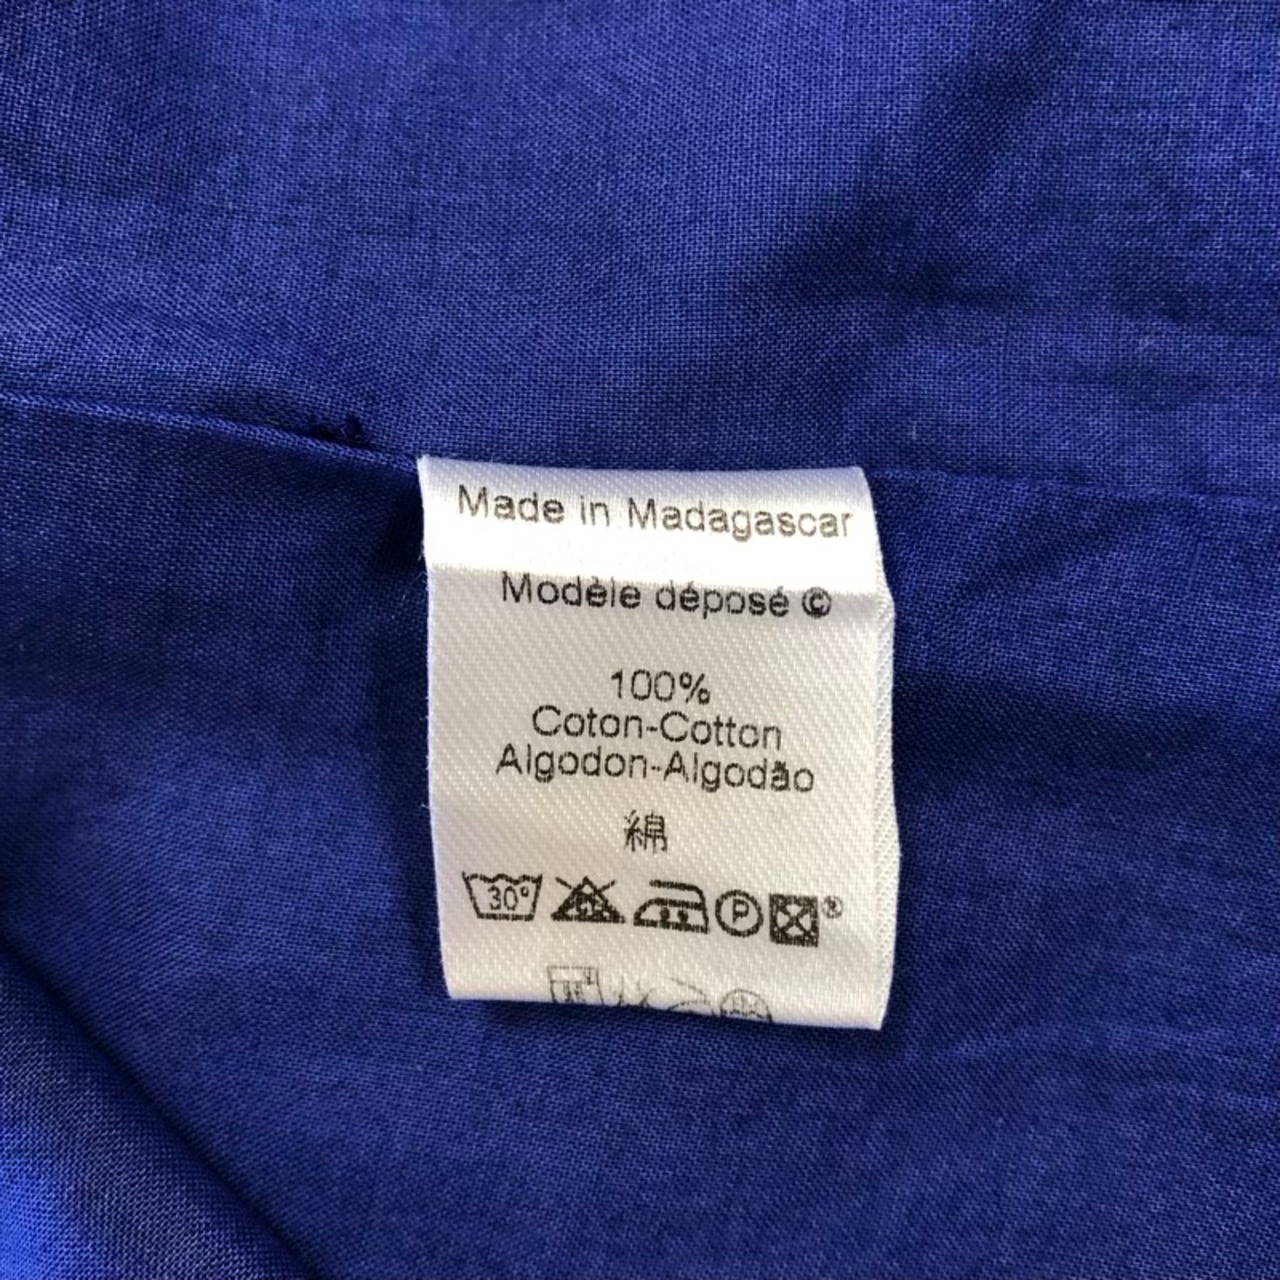 Made in Madagascar
Modèle déposé ©
100%
Coton-Cotton
Algodon-Algodão
綿
30° P ®